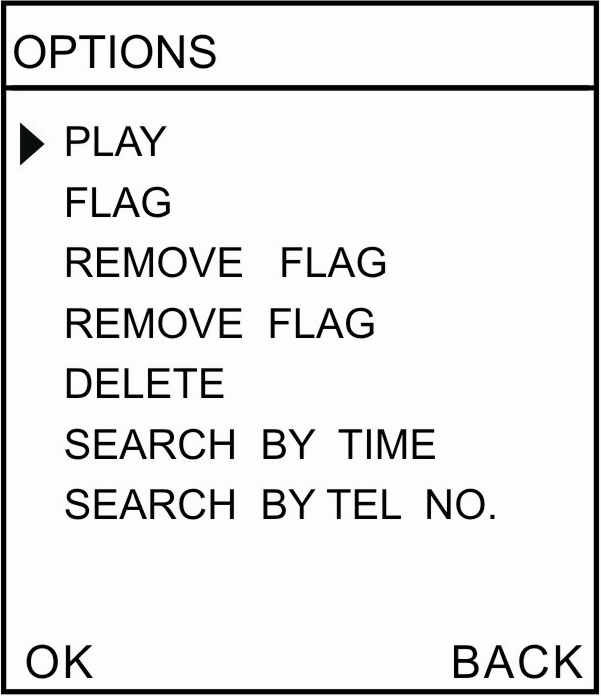 OPTIONS
PLAY
FLAG
REMOVE FLAG
REMOVE FLAG
DELETE
SEARCH BY TIME
SEARCH BY TEL NO.
OK BACK